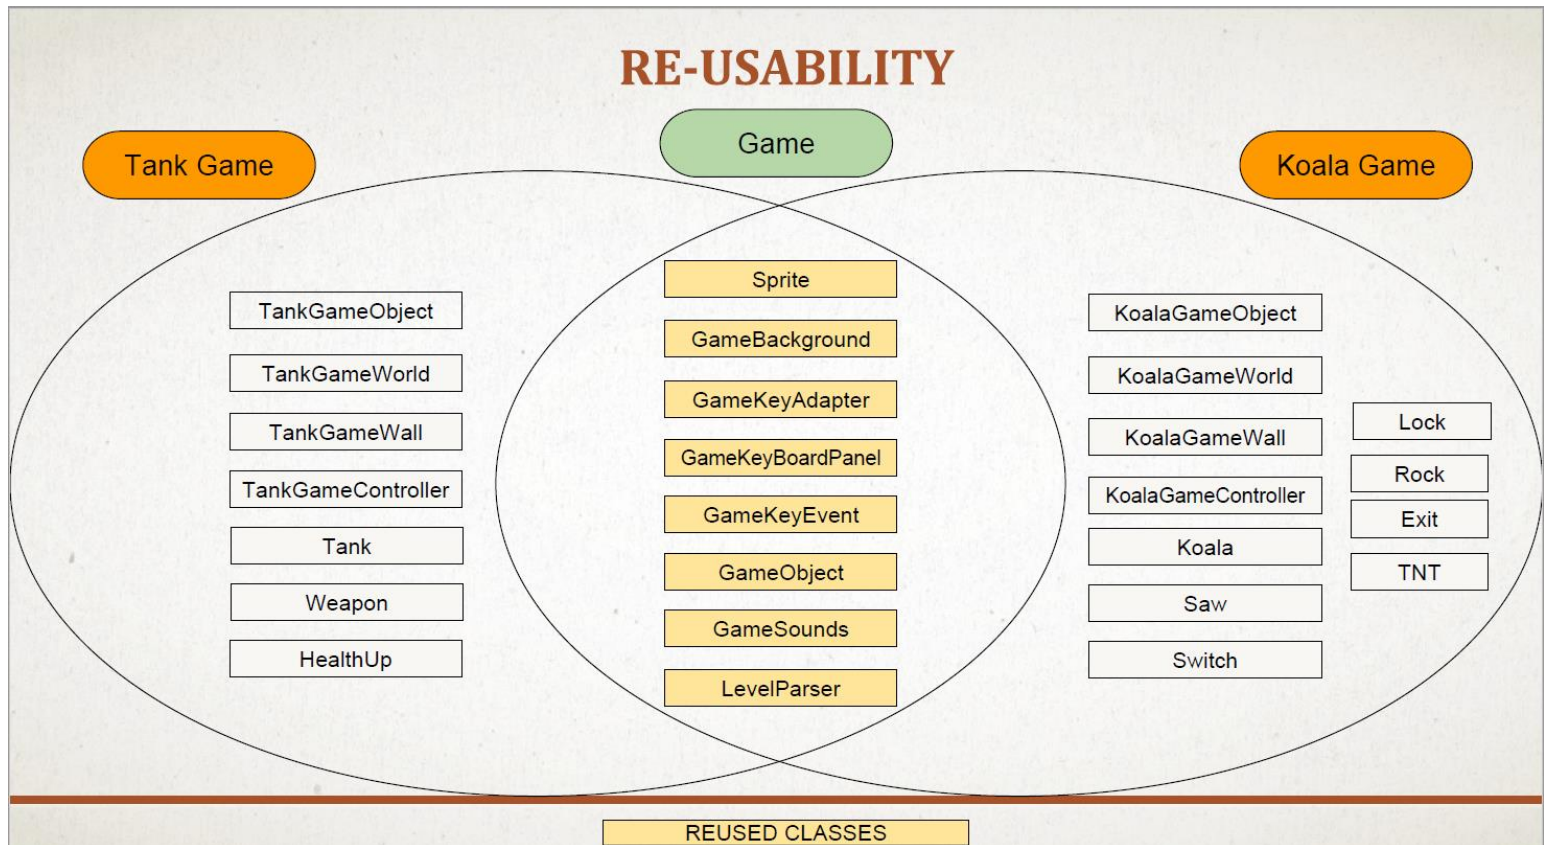 RE-USABILITY
Tank Game
Game
Koala Game
TankGameObject
TankGameWorld
TankGameWall
TankGameController
Tank
Weapon
HealthUp
Sprite
GameBackground
GameKeyAdapter
GameKeyBoardPanel
GameKeyEvent
GameObject
GameSounds
LevelParser
KoalaGameObject
KoalaGameWorld
KoalaGameWall
KoalaGameController
Koala
Saw
Switch
Lock
Rock
Exit
TNT
REUSED CLASSES